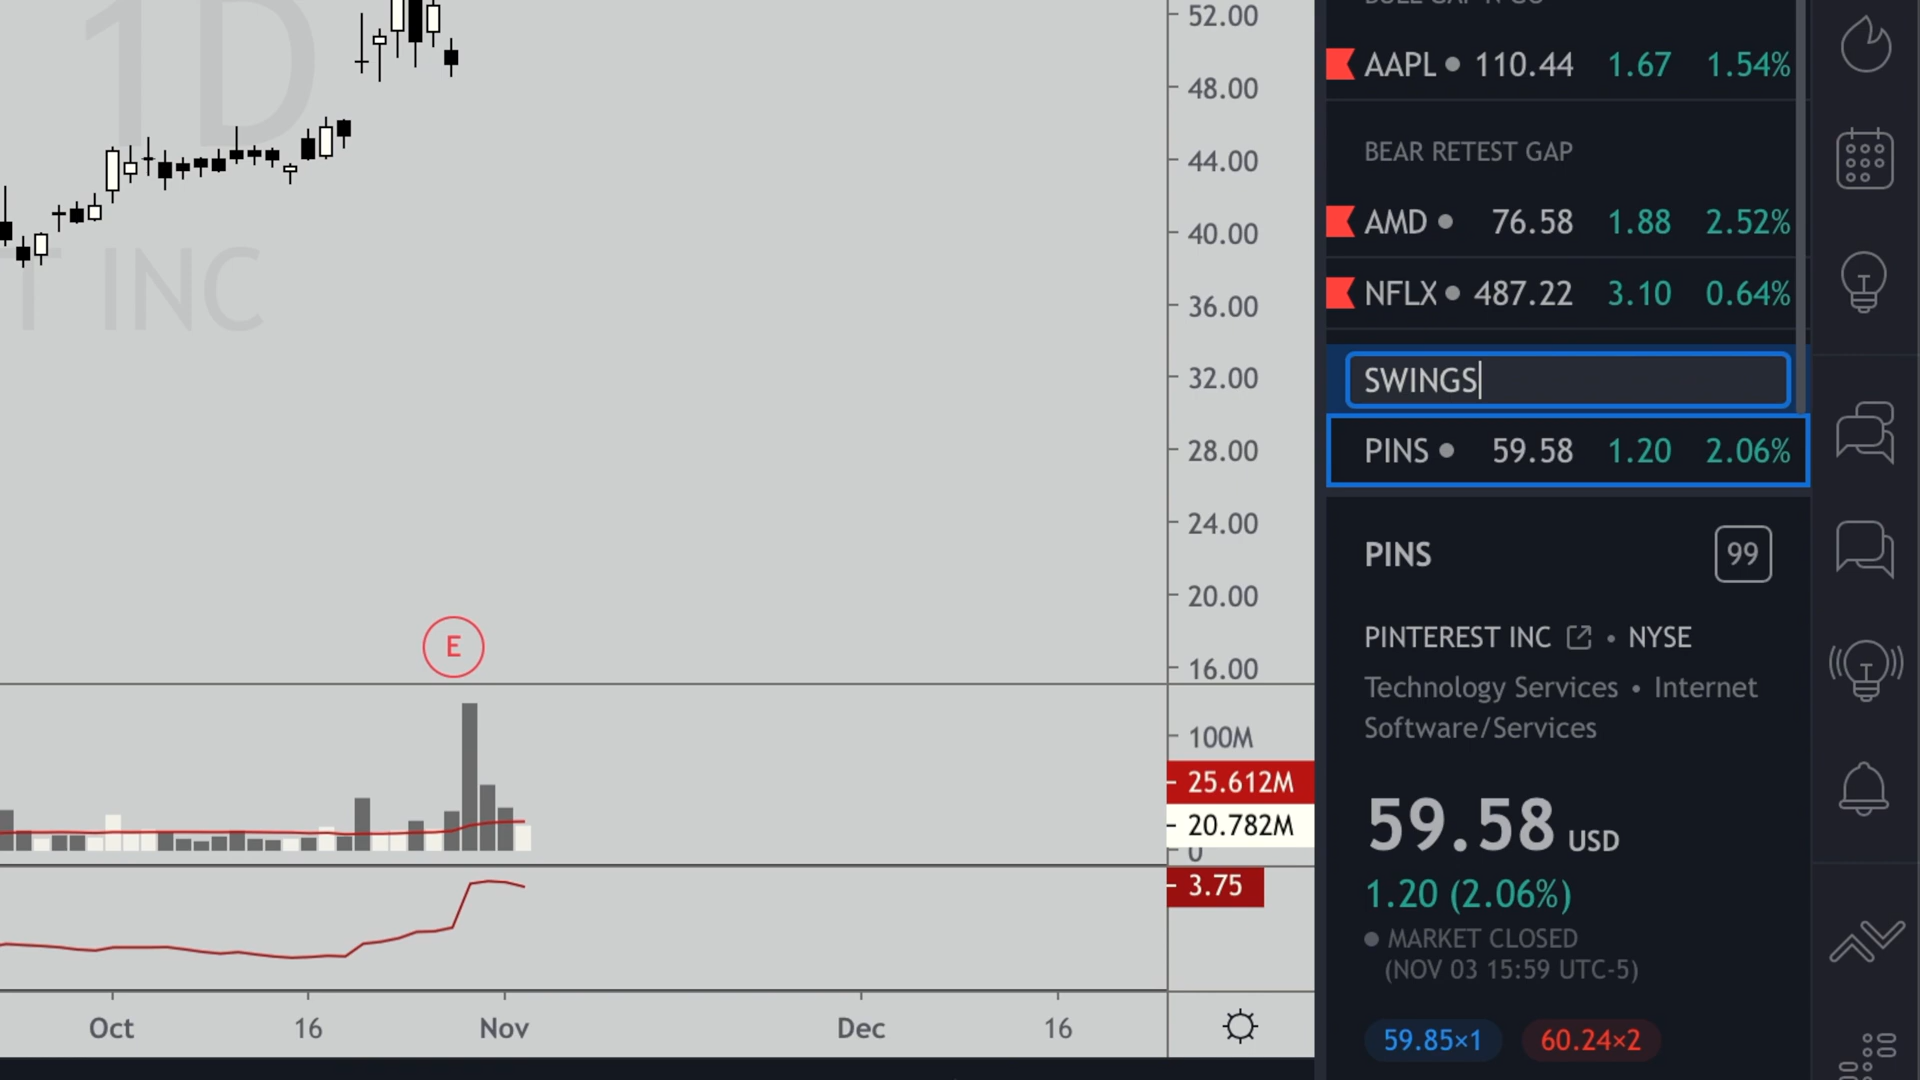 1D
T INC
52.00
48.00
44.00
40.00
36.00
32.00
28.00
24.00
20.00
16.00
E
100M
25.612M
20.782M
0
3.75
Oct 16 Nov Dec 16
AAPL 110.44 1.67 1.54%
BEAR RETEST GAP
AMD 76.58 1.88 2.52%
NFLX 487.22 3.10 0.64%
SWINGS
PINS 59.58 1.20 2.06%
PINS 99
PINTEREST INC • NYSE
Technology Services • Internet
Software/Services
59.58 USD
1.20 (2.06%)
MARKET CLOSED
(NOV 03 15:59 UTC-5)
59.85×1 60.24×2